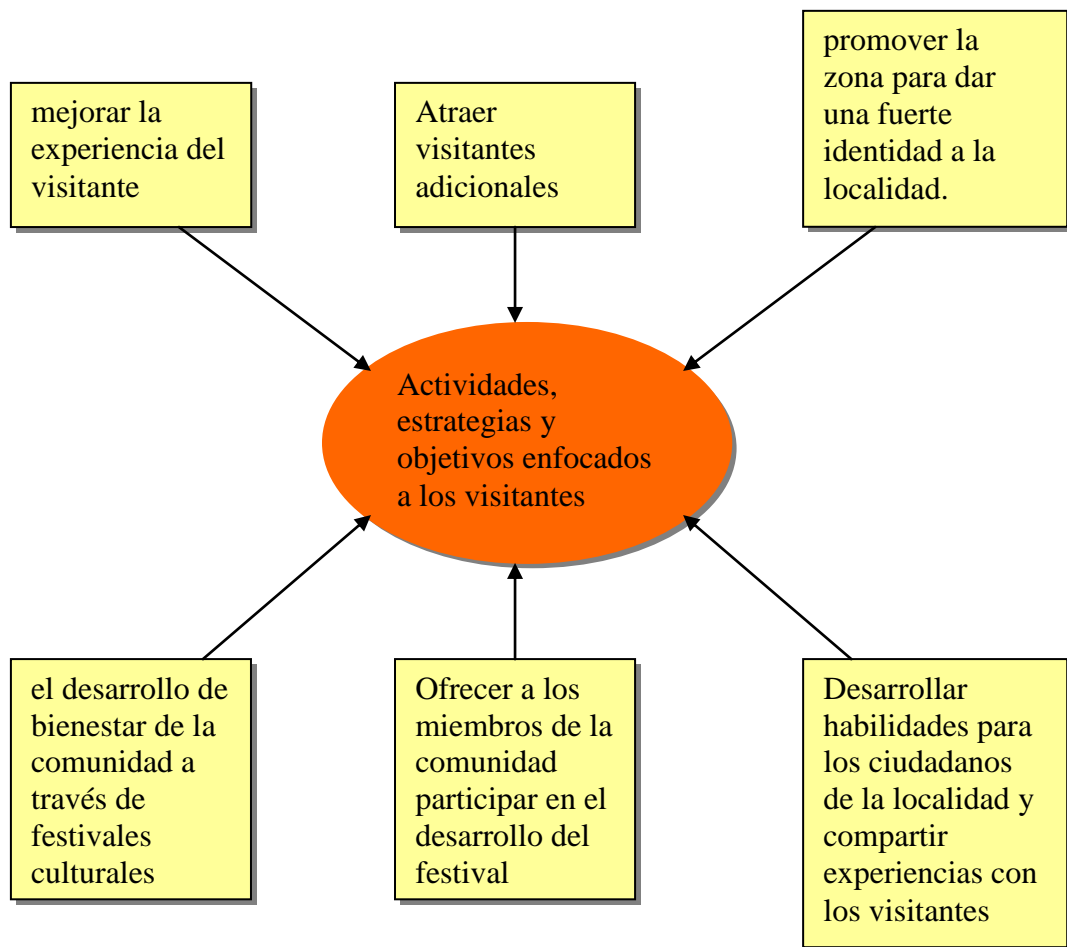 mejorar la
experiencia del
visitante
Atraer
visitantes
adicionales
promover la
zona para dar
una fuerte
identidad a la
localidad.
Actividades,
estrategias y
objetivos enfocados
a los visitantes
el desarrollo de
bienestar de la
comunidad a
través de
festivales
culturales
Ofrecer a los
miembros de la
comunidad
participar en el
desarrollo del
festival
Desarrollar
habilidades para
los ciudadanos
de la localidad y
compartir
experiencias con
los visitantes